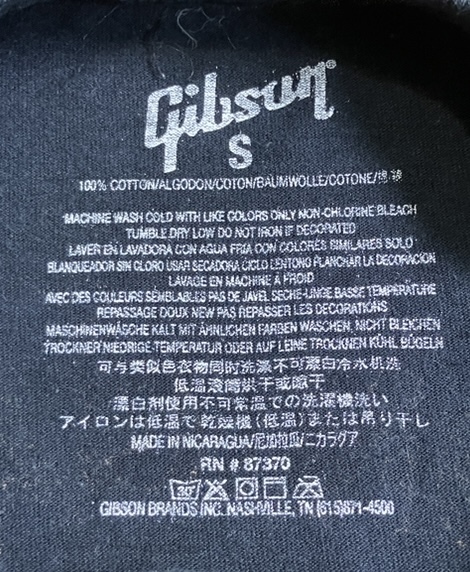 Gibson
S
100% COTTON/ALGODON/COTON/BAUMWOLLE/COTONE/
MACHINE WASH COLD WITH LIKE COLORS ONLY NON-CHLORINE BLEACH
TUMBLE DRY LOW DO NOT IRON IF DECORATED
LAVER EN LAVADORA CON AGUA FRIA CON COLORES SIMILARES SOLO
BLANQUEADOR SIN CLORO USAR SECADORA CICLO LENTONO PLANCHAR LA DECORACION
LAVAGE EN MACHINE Á FROID
AVEC DES COULEURS SEMBLABLES PAS DE JAVEL SECHE-LINGE BASSE TEMPÉRATURE
REPASSAGE DOUX NEW PAS REPASSER LES DECORATIONS
MASCHINENWÄSCHE KALT MIT ÄHNLICHEN FARBEN WASCHEN, NICHT BLEICHEN
TROCKNER NIEDRIGE TEMPERATUR ODER AUF LEINE TROCKNEN KÜHL BÜGELN
可与类似色衣物同时洗涤不可漂白冷水机洗
低温滚筒烘干或晾干
漂白剤使用不可常温での洗濯機洗い
アイロンは低温で乾燥機(低温)または吊り干し
MADE IN NICARAGUA/尼加拉瓜/ニカラグア
RN # 87370
30°
GIBSON BRANDS INC. NASHVILLE, TN (615)871-4500